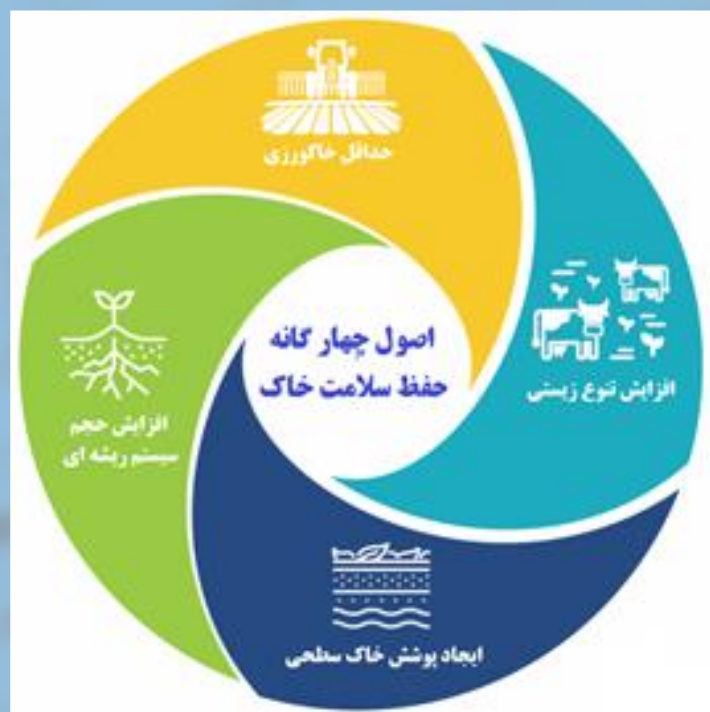 حداقل خاکورزی
افزایش تنوع زیستی
اصول چهار گانه
حفظ سلامت خاک
افزایش حجم
سیستم ریشه ای
ایجاد پوشش خاک سطحی